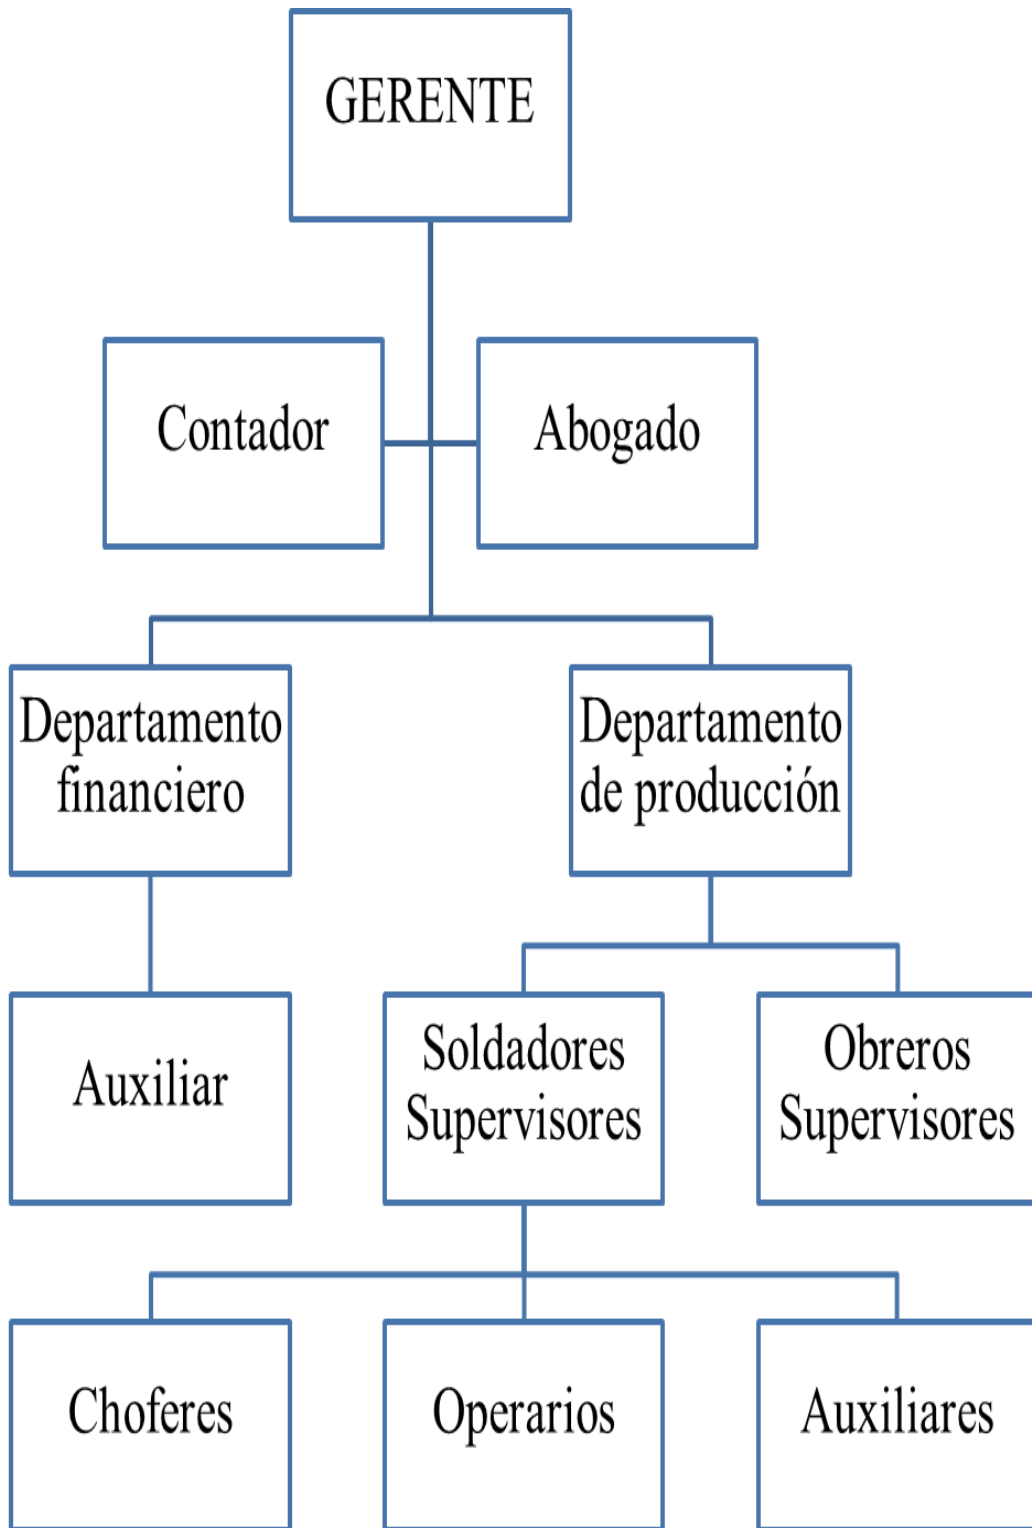 GERENTE
Contador
Abogado
Departamento
financiero
Departamento
de producción
Auxiliar
Soldadores
Supervisores
Obreros
Supervisores
Choferes
Operarios
Auxiliares